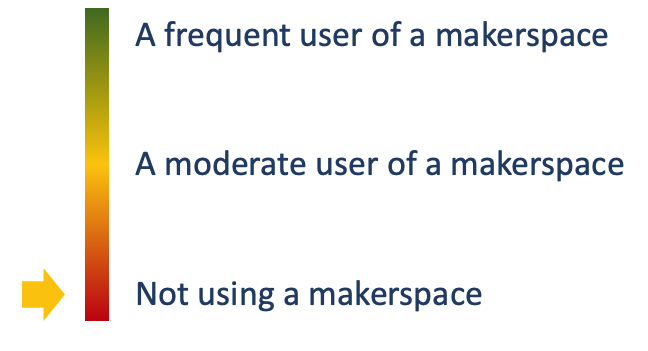 A frequent user of a makerspace
A moderate user of a makerspace
Not using a makerspace